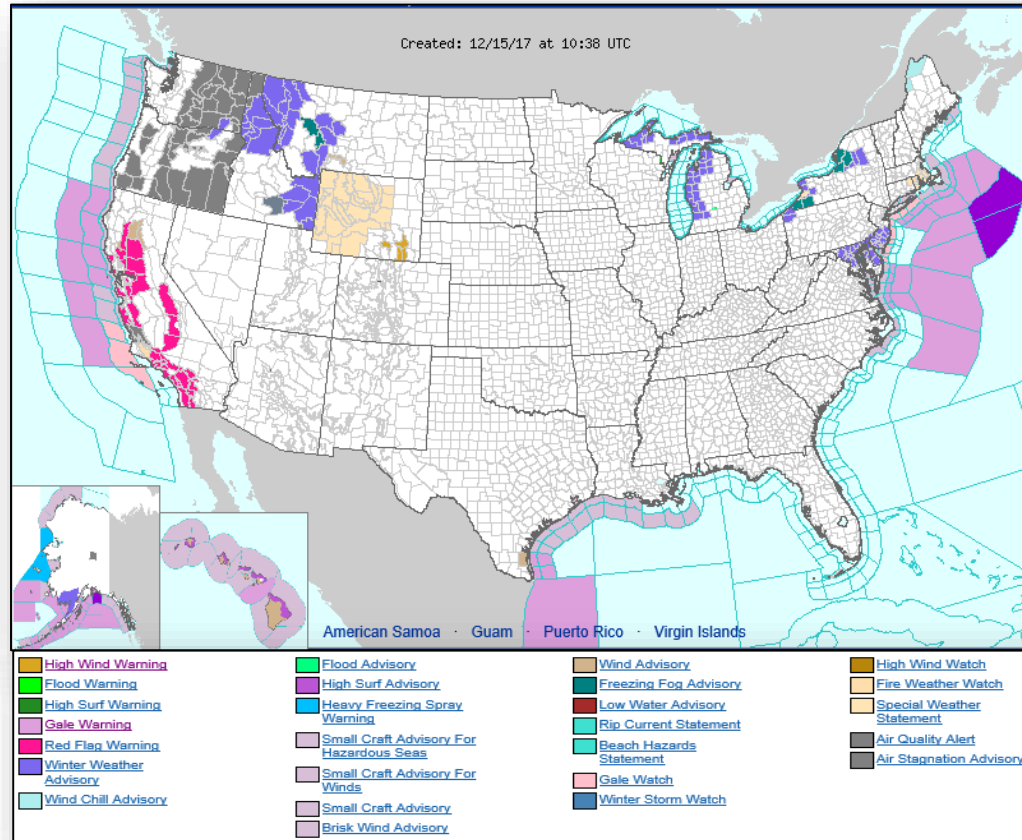 Created: 12/15/17 at 10:38 UTC
American Samoa · Guam · Puerto Rico · Virgin Islands
High Wind Warning
Flood Warning
High Surf Warning
Gale Warning
Red Flag Warning
Winter Weather
Advisory
Wind Chill Advisory
Flood Advisory
High Surf Advisory
Heavy Freezing Spray
Warning
Small Craft Advisory For
Hazardous Seas
Small Craft Advisory For
Winds
Small Craft Advisory
Brisk Wind Advisory
Wind Advisory
Freezing Fog Advisory
Low Water Advisory
Rip Current Statement
Beach Hazards
Statement
Gale Watch
Winter Storm Watch
High Wind Watch
Fire Weather Watch
Special Weather
Statement
Air Quality Alert
Air Stagnation Advisory